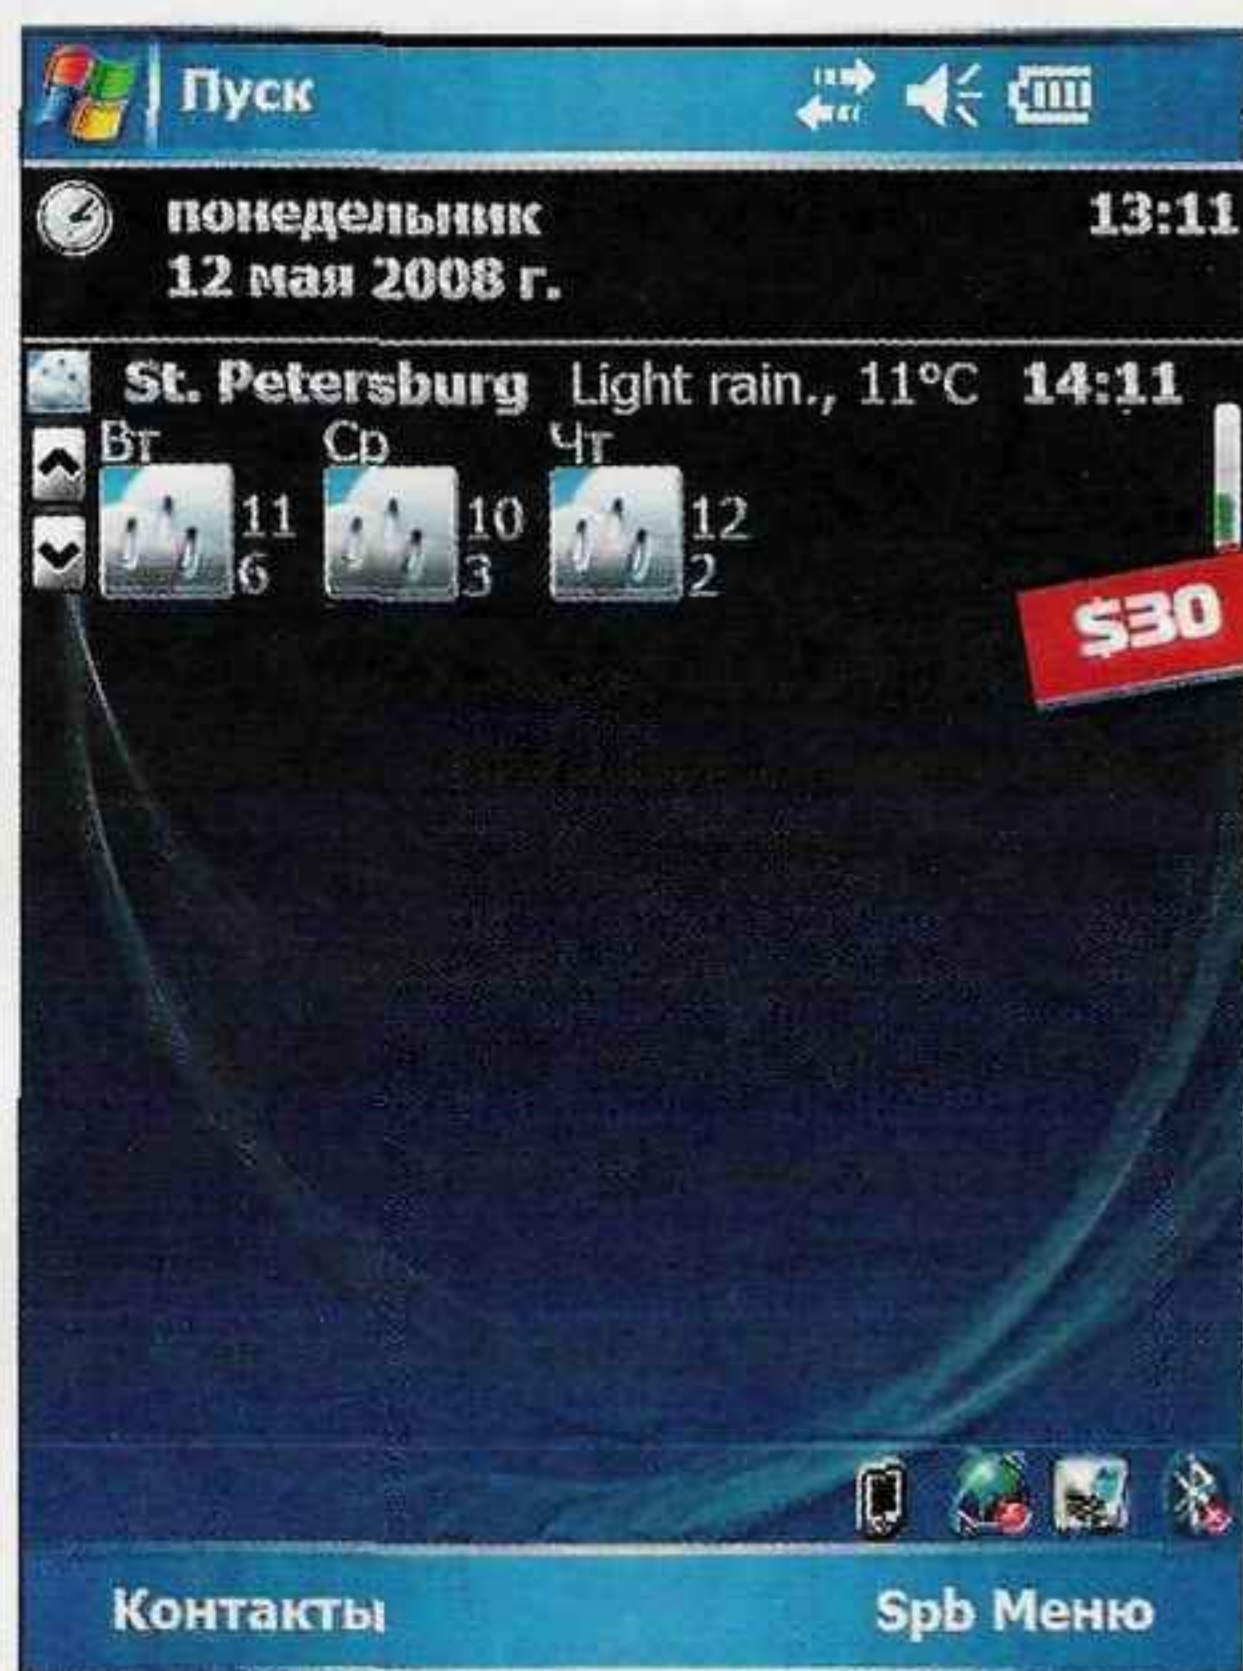 Пуск
понедельник 13:11
12 мая 2008 г.
St. Petersburg Light rain., 11°C 14:11
Вт Ср Чт
11 10 12
6 3 2
$30
Контакты Spb Меню